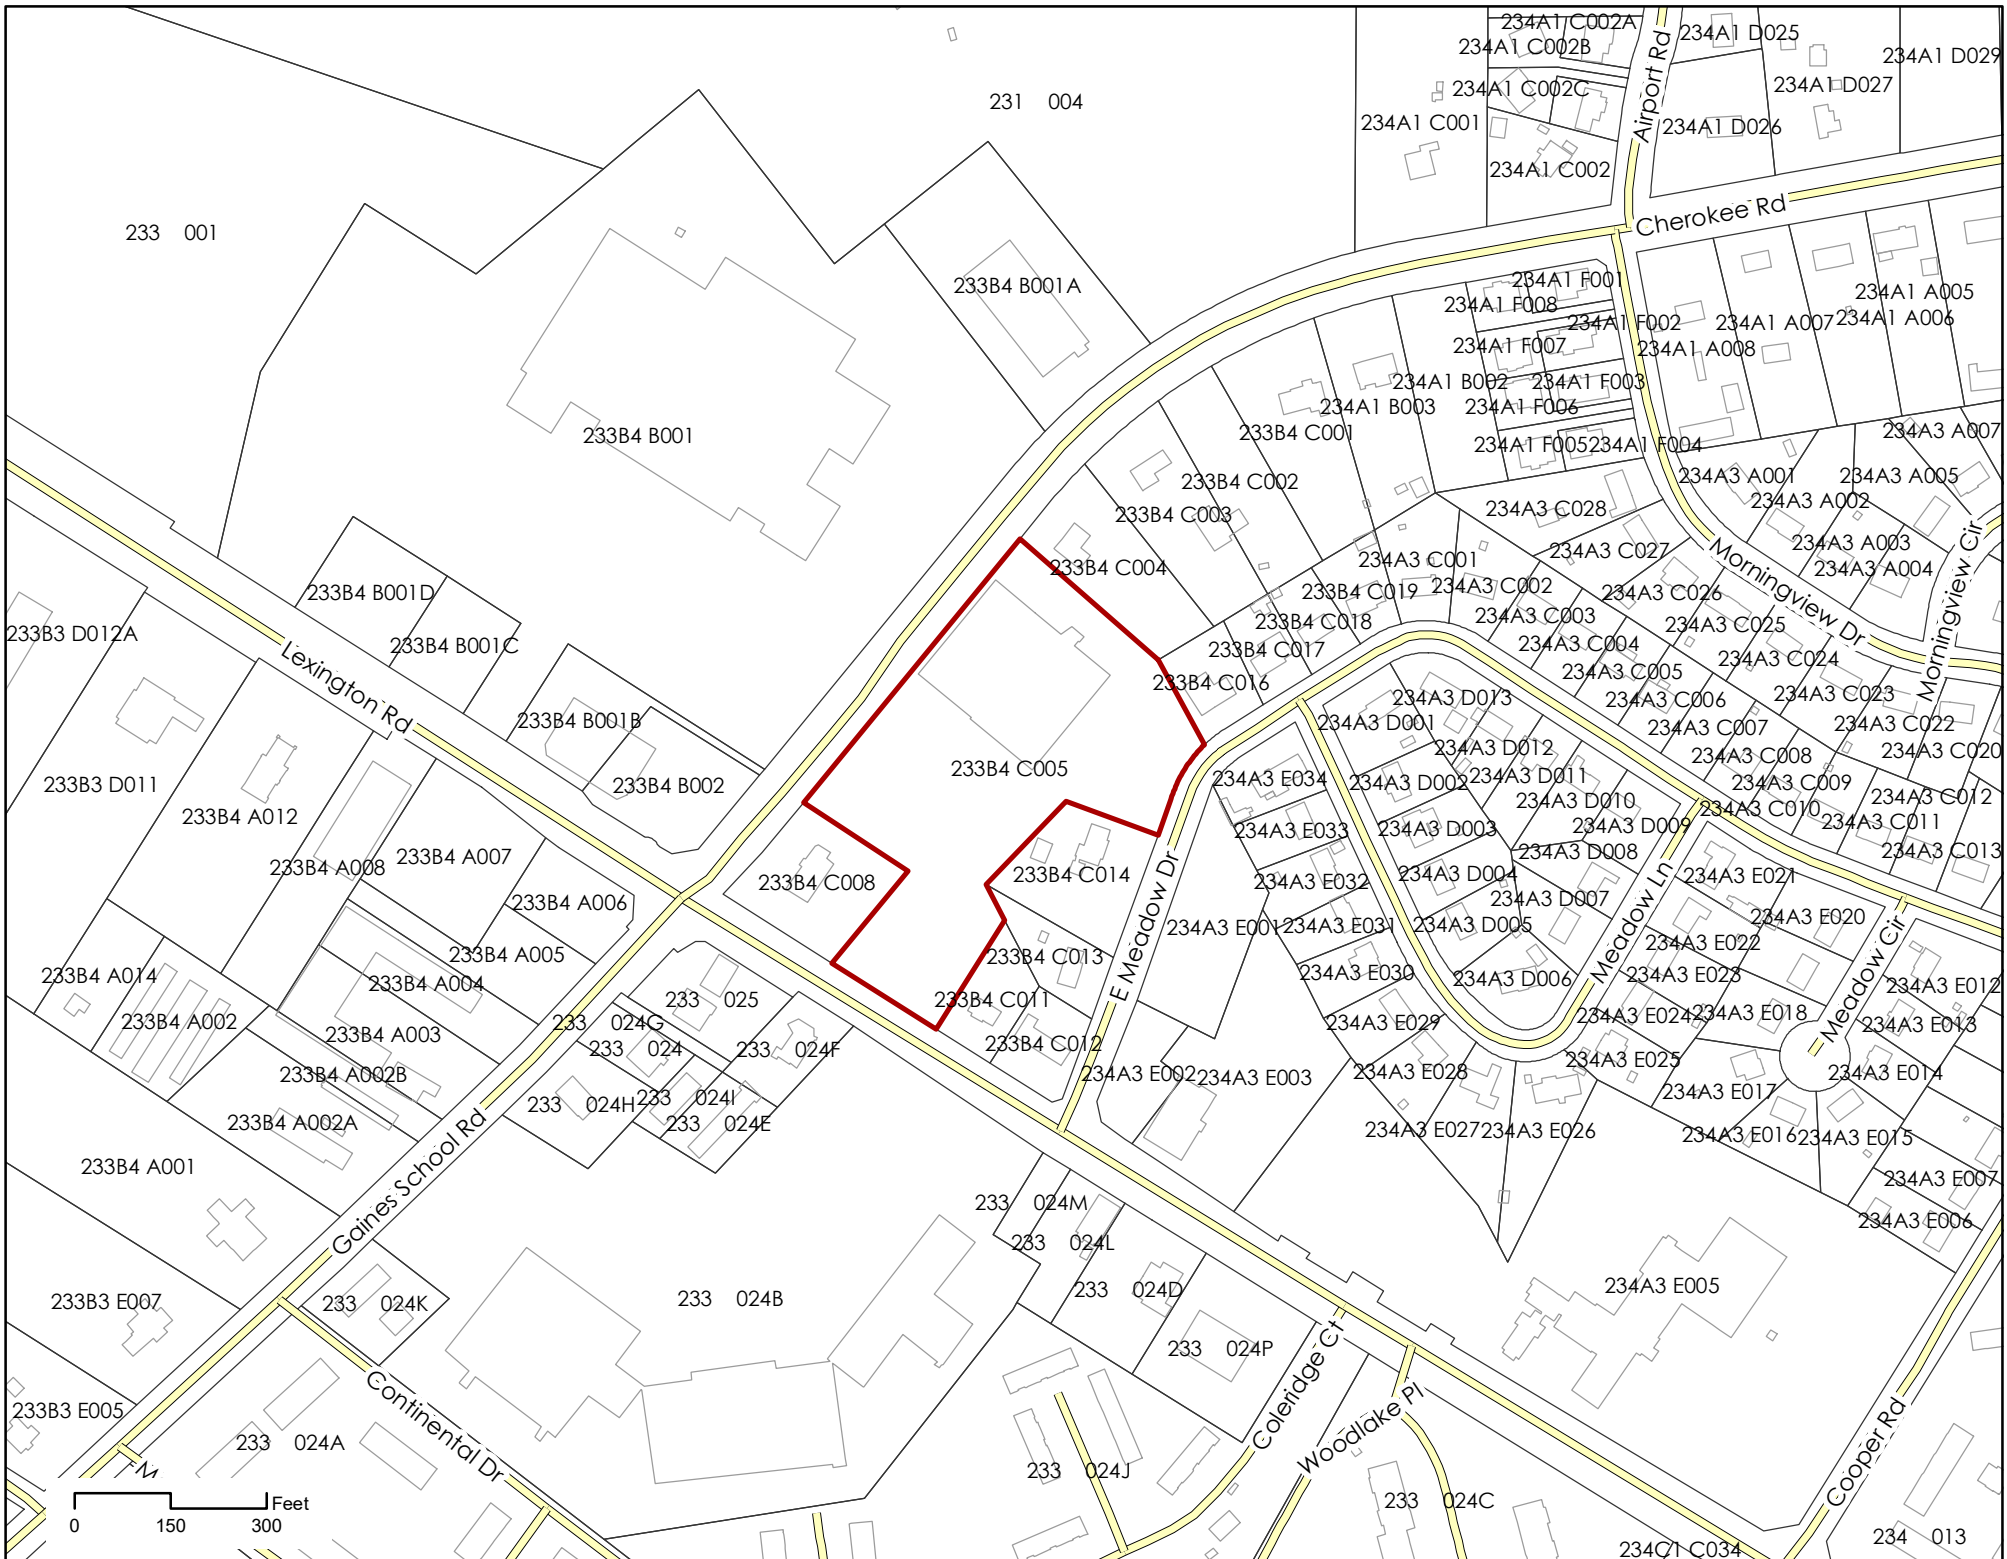 234A1 C002A
234A1 D025
234A1 C002B
234A1 D029
234A1 D027
234A1 C002C
231 004
Airport Rd
234A1 C001
234A1 D026
234A1 C002
Cherokee Rd
233 001
234A1 F001
233B4 B001A
234A1 A005
234A1 F008
234A1 A006
234A1 F002
234A1 A007
234A1 F007
234A1 A008
234A1 B002
234A1 F003
234A1 B003
234A1 F006
233B4 C001
234A3 A007
233B4 B001
234A1 F005
234A1 F004
234A3 A001
234A3 A005
233B4 C002
234A3 A002
234A3 C028
233B4 C003
234A3 A003
234A3 C027
234A3 C001
233B4 C004
234A3 A004
Morningview Dr
Morningview Cir
234A3 C002
233B4 C019
234A3 C026
233B4 B001D
234A3 C003
233B4 C018
234A3 C025
233B3 D012A
233B4 B001C
234A3 C004
233B4 C017
234A3 C024
234A3 C005
Lexington Rd
233B4 C016
234A3 C023
234A3 D013
234A3 C006
233B4 B001B
234A3 D001
234A3 C007
234A3 C022
234A3 D012
234A3 C020
234A3 C008
233B4 C005
234A3 E034
234A3 D002
234A3 D011
234A3 C009
233B3 D011
233B4 B002
234A3 D010
234A3 C012
234A3 C010
233B4 A012
234A3 E033
234A3 D003
234A3 D009
234A3 C011
234A3 D008
234A3 C013
233B4 A007
233B4 A008
233B4 C008
233B4 C014
234A3 E032
234A3 D004
234A3 E021
E Meadow Dr
234A3 D007
233B4 A006
Meadow Ln
234A3 E020
234A3 E001
234A3 E031
234A3 D005
234A3 E022
Meadow Cir
233B4 A005
233B4 C013
234A3 E030
234A3 D006
234A3 E023
233B4 A014
233B4 A004
234A3 E012
233 025
233B4 C011
234A3 E024
234A3 E018
233B4 A002
233 024G
234A3 E029
234A3 E013
233B4 A003
233 024
233 024F
233B4 C012
234A3 E025
233B4 A002B
234A3 E002
234A3 E003
234A3 E028
234A3 E014
234A3 E017
233 024H
233 024I
233B4 A002A
233 024E
234A3 E027
234A3 E026
234A3 E016
234A3 E015
233B4 A001
234A3 E007
Gaines School Rd
233 024M
234A3 E006
233 024L
234A3 E005
233 024D
233B3 E007
233 024K
233 024B
233 024P
Coleridge Ct
233B3 E005
Continental Dr
Woodlake Pl
Cooper Rd
233 024A
233 024J
M
233 024C
Feet
0 150 300
234 013
234C1 C034